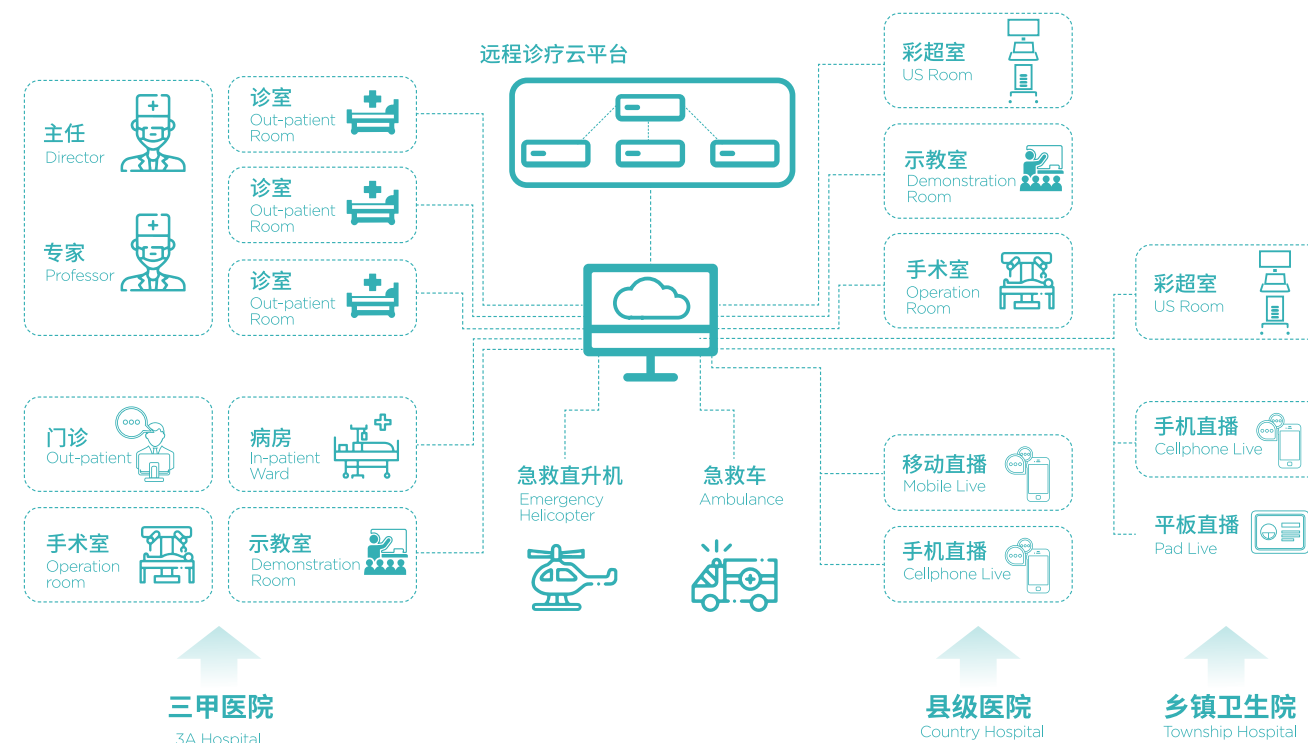 远程诊疗云平台
主任
Director
专家
Professor
诊室
Out-patient
Room
诊室
Out-patient
Room
诊室
Out-patient
Room
门诊
Out-patient
病房
In-patient
Ward
手术室
Operation
room
示教室
Demonstration
Room
三甲医院
3A Hospital
急救直升机
Emergency
Helicopter
急救车
Ambulance
彩超室
US Room
示教室
Demonstration
Room
手术室
Operation
Room
移动直播
Mobile Live
手机直播
Cellphone Live
县级医院
Country Hospital
彩超室
US Room
手机直播
Cellphone Live
平板直播
Pad Live
乡镇卫生院
Township Hospital